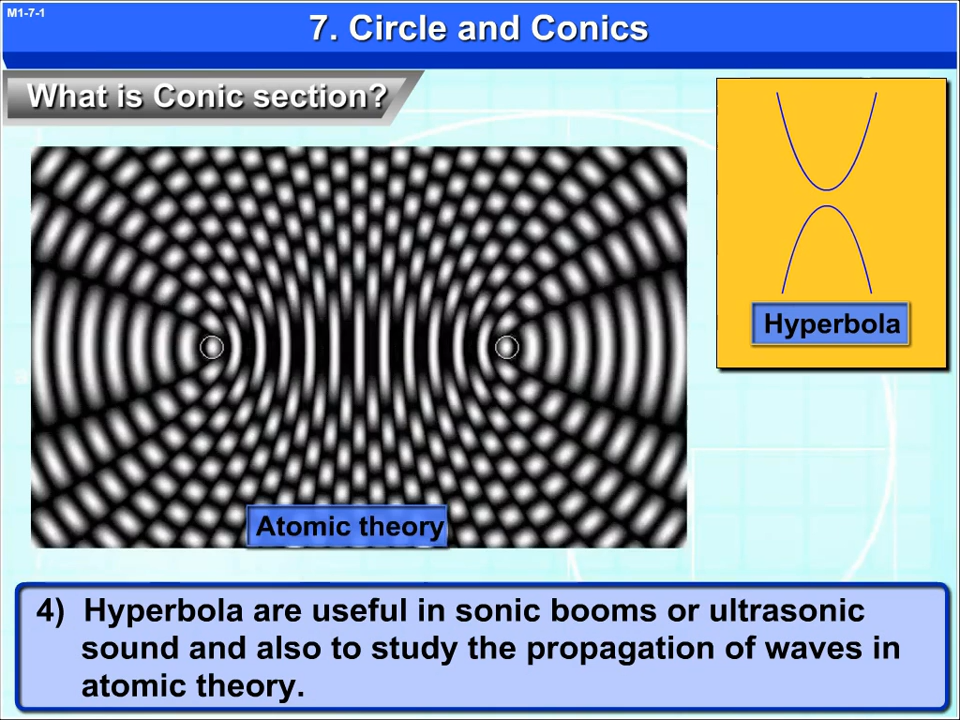 M1-7-1
7. Circle and Conics
What is Conic section?
Hyperbola
Atomic theory
4) Hyperbola are useful in sonic booms or ultrasonic
sound and also to study the propagation of waves in
atomic theory.